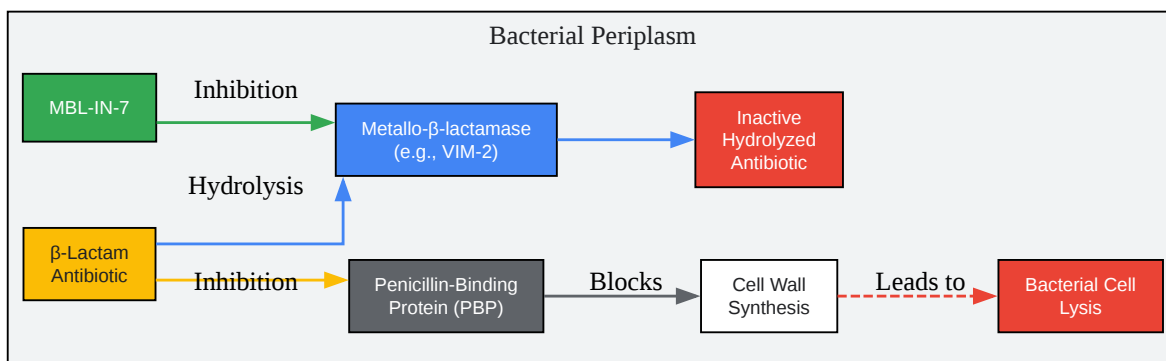 Bacterial Periplasm
MBL-IN-7
Inhibition
Metallo-β-lactamase
(e.g., VIM-2)
Inactive
Hydrolyzed
Antibiotic
Hydrolysis
β-Lactam
Antibiotic
Inhibition
Penicillin-Binding
Protein (PBP)
Blocks
Cell Wall
Synthesis
Leads to
Bacterial Cell
Lysis